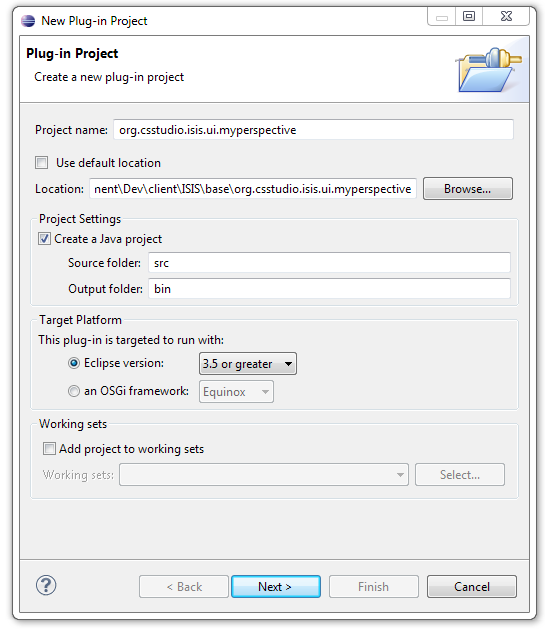 New Plug-in Project
Plug-in Project
Create a new plug-in project
Project name: org.csstudio.isis.ui.myperspective
Use default location
Location: nent\Dev\client\ISIS\base\org.csstudio.isis.ui.myperspective Browse...
Project Settings
Create a Java project
Source folder: src
Output folder: bin
Target Platform
This plug-in is targeted to run with:
Eclipse version: 3.5 or greater
an OSGi framework: Equinox
Working sets
Add project to working sets
Working sets: Select...
? < Back Next > Finish Cancel